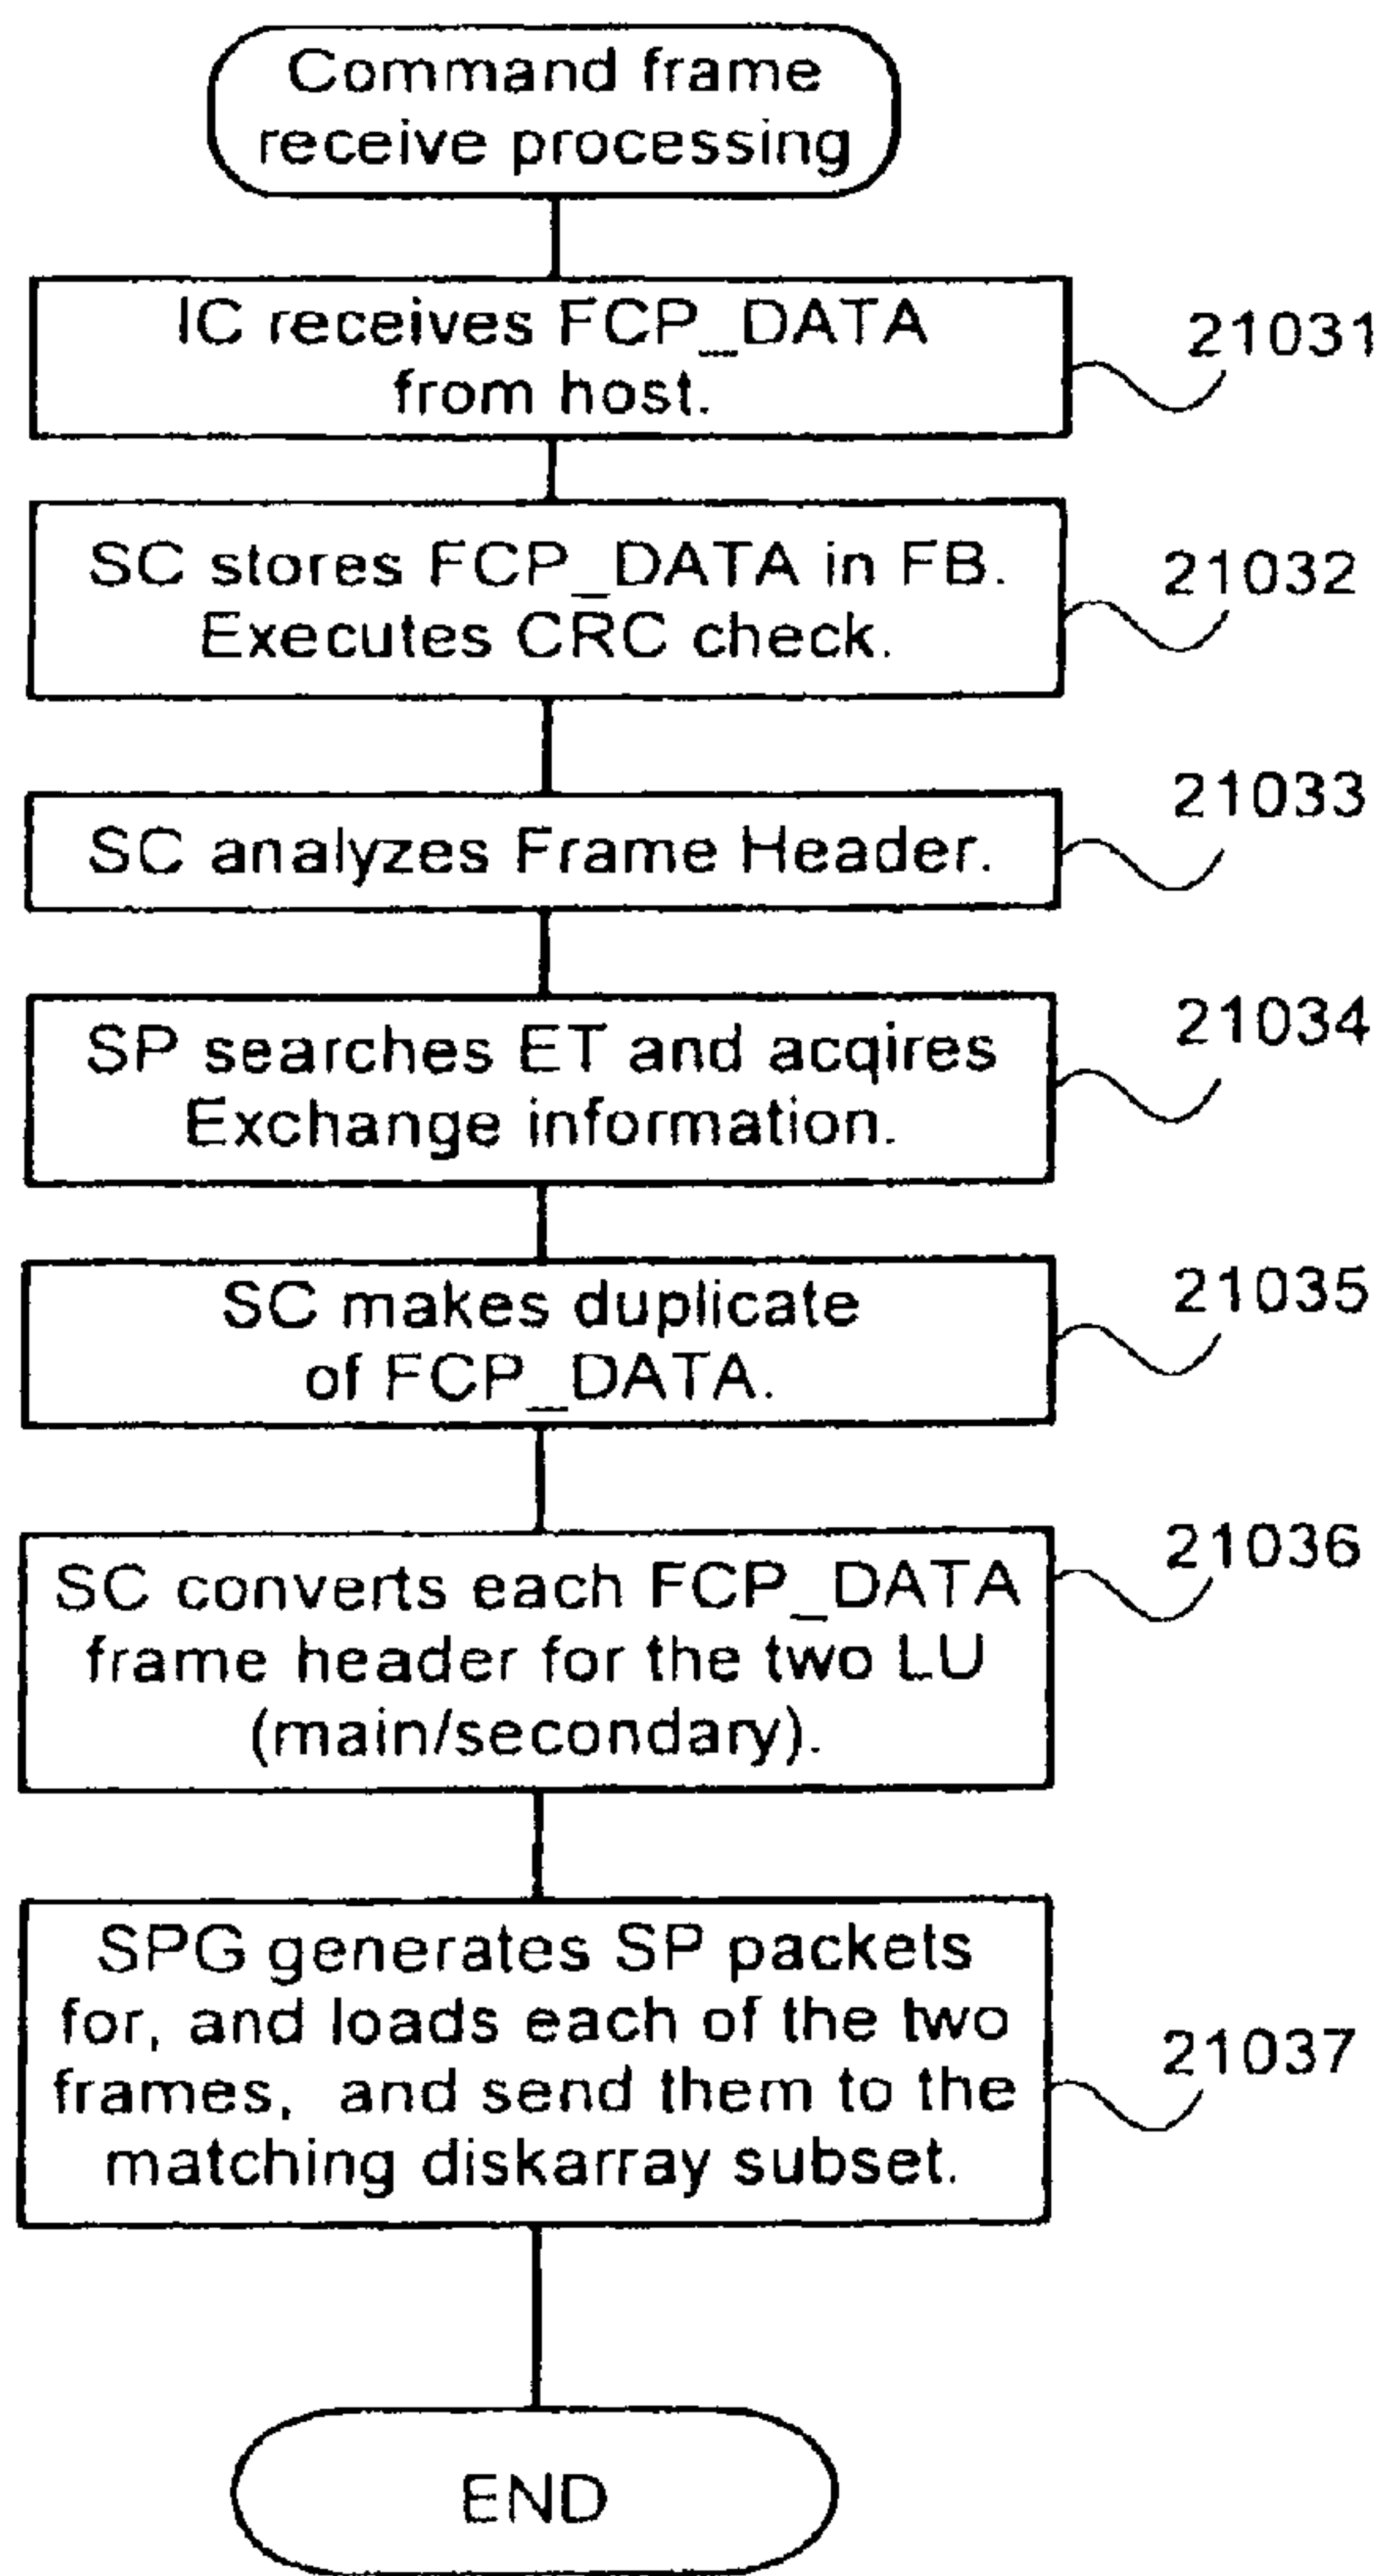 Command frame
receive processing
IC receives FCP_DATA
from host.
21031
SC stores FCP_DATA in FB.
Executes CRC check.
21032
SC analyzes Frame Header.
21033
SP searches ET and acqires
Exchange information.
21034
SC makes duplicate
of FCP_DATA.
21035
SC converts each FCP_DATA
frame header for the two LU
(main/secondary).
21036
SPG generates SP packets
for, and loads each of the two
frames, and send them to the
matching diskarray subset.
21037
END